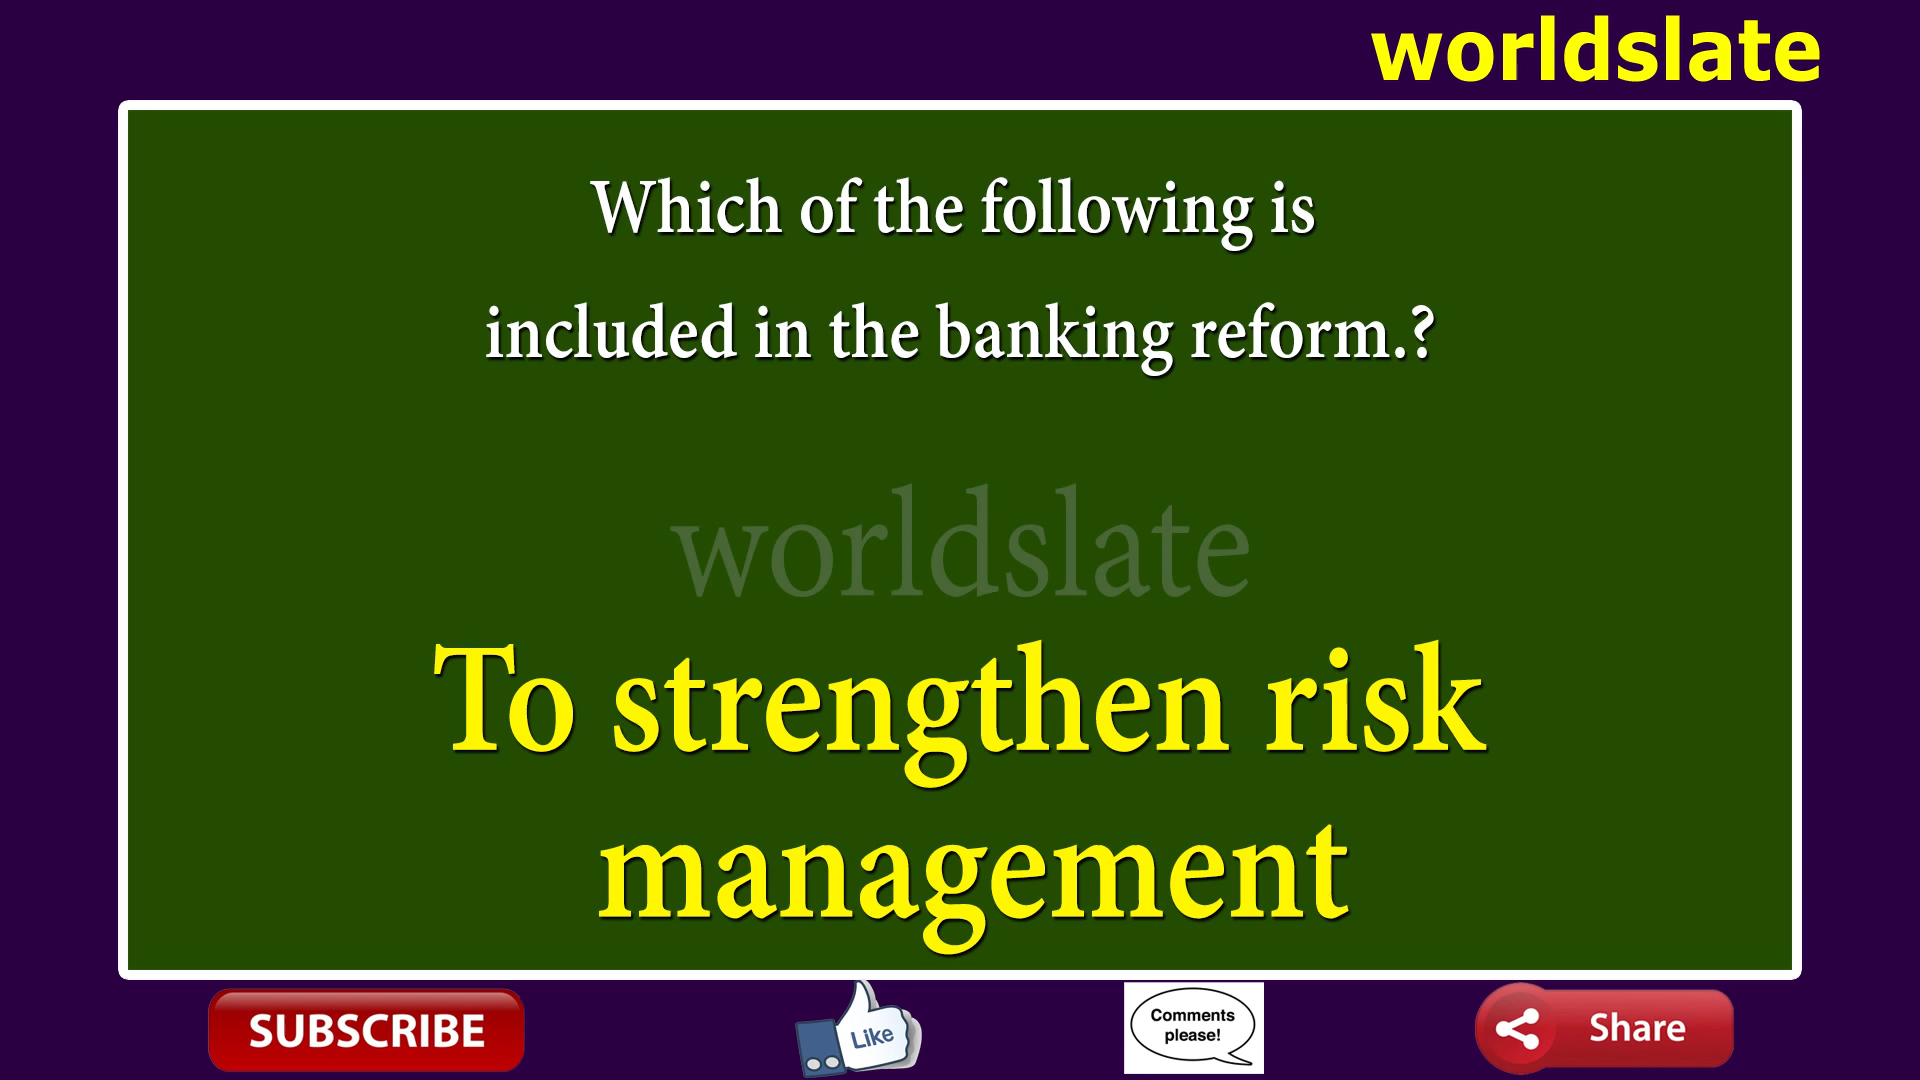 worldslate
Which of the following is
included in the banking reform.?
worldslate
To strengthen risk
management
SUBSCRIBE
Like
Comments
please!
Share